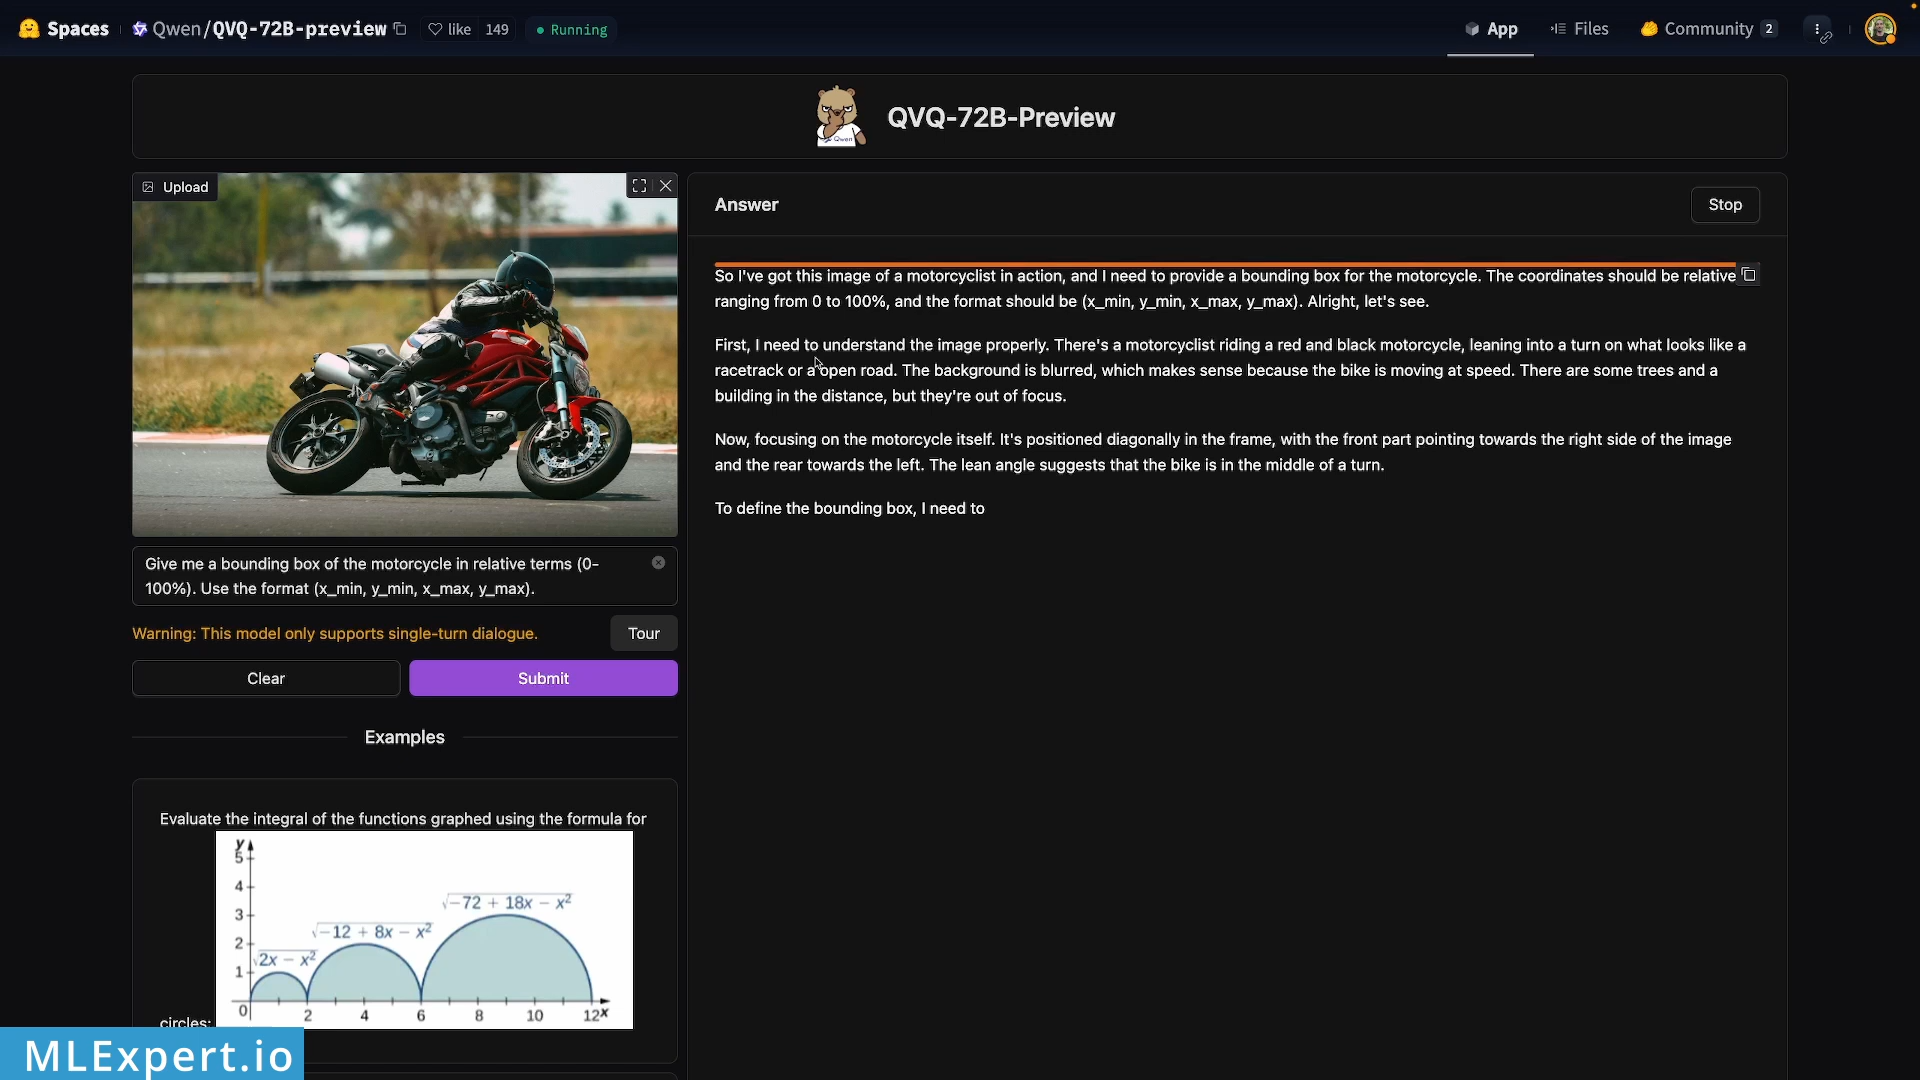 Spaces
Qwen/QVQ-72B-preview
like 149
Running
App
Files
Community 2
QVQ-72B-Preview
Upload
Answer
Stop
So I've got this image of a motorcyclist in action, and I need to provide a bounding box for the motorcycle. The coordinates should be relative
ranging from 0 to 100%, and the format should be (x_min, y_min, x_max, y_max). Alright, let's see.
First, I need to understand the image properly. There's a motorcyclist riding a red and black motorcycle, leaning into a turn on what looks like a
racetrack or a open road. The background is blurred, which makes sense because the bike is moving at speed. There are some trees and a
building in the distance, but they're out of focus.
Now, focusing on the motorcycle itself. It's positioned diagonally in the frame, with the front part pointing towards the right side of the image
and the rear towards the left. The lean angle suggests that the bike is in the middle of a turn.
To define the bounding box, I need to
Give me a bounding box of the motorcycle in relative terms (0-
100%). Use the format (x_min, y_min, x_max, y_max).
Warning: This model only supports single-turn dialogue.
Tour
Clear
Submit
Examples
Evaluate the integral of the functions graphed using the formula for
y
5
4
3
2
1
0
√−72 + 18x − x²
√−12 + 8x − x²
√2x − x²
2 4 6 8 10 12 x
circles:
MLExpert.io